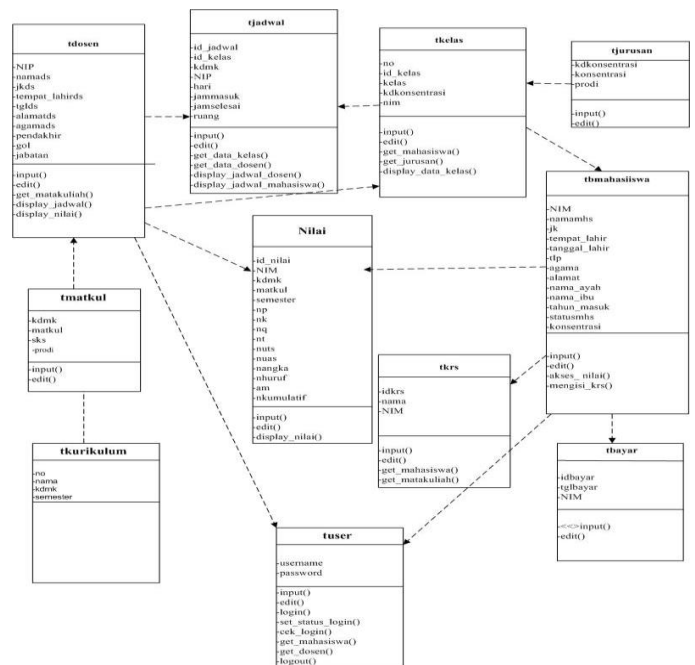 tdosen
-NIP
-namads
-jkds
-tempat_lahirds
-tglds
-alamatds
-agamads
-pendakhir
-gol
-jabatan
-input()
-edit()
-get_matakuliah()
-display_jadwal()
-display_nilai()
tjadwal
-id_jadwal
-id_kelas
-kdmk
-NIP
-hari
-jammasuk
-jamselesai
-ruang
-input()
-edit()
-get_data_kelas()
-get_data_dosen()
-display_jadwal_dosen()
-display_jadwal_mahasiswa()
tkelas
-no
-id_kelas
-kelas
-kdkonsentrasi
-nim
-input()
-edit()
-get_mahasiswa()
-get_jurusan()
-display_data_kelas()
tjurusan
-kdkonsentrasi
-konsentrasi
-prodi
-input()
-edit()
tbmahasiiswa
-NIM
-namamhs
-jk
-tempat_lahir
-tanggal_lahir
-tlp
-agama
-alamat
-nama_ayah
-nama_ibu
-tahun_masuk
-statusmhs
-konsentrasi
-input()
-edit()
-akses_ nilai()
-mengisi_krs()
Nilai
-id_nilai
-NIM
-kdmk
-matkul
-semester
-np
-nk
-nq
-nt
-nuts
-nuas
-nangka
-nhuruf
-am
-nkumulatif
-input()
-edit()
-display_nilai()
tmatkul
-kdmk
-matkul
-sks
-prodi
-input()
-edit()
tkrs
-idkrs
-nama
-NIM
-input()
-edit()
-get_mahasiswa()
-get_matakuliah()
tkurikulum
-no
-nama
-kdmk
-semester
tbayar
-idbayar
-tglbayar
-NIM
-<<>>input()
-edit()
tuser
-username
-password
-input()
-edit()
-login()
-set_status_login()
-cek_login()
-get_mahasiswa()
-get_dosen()
-logout()